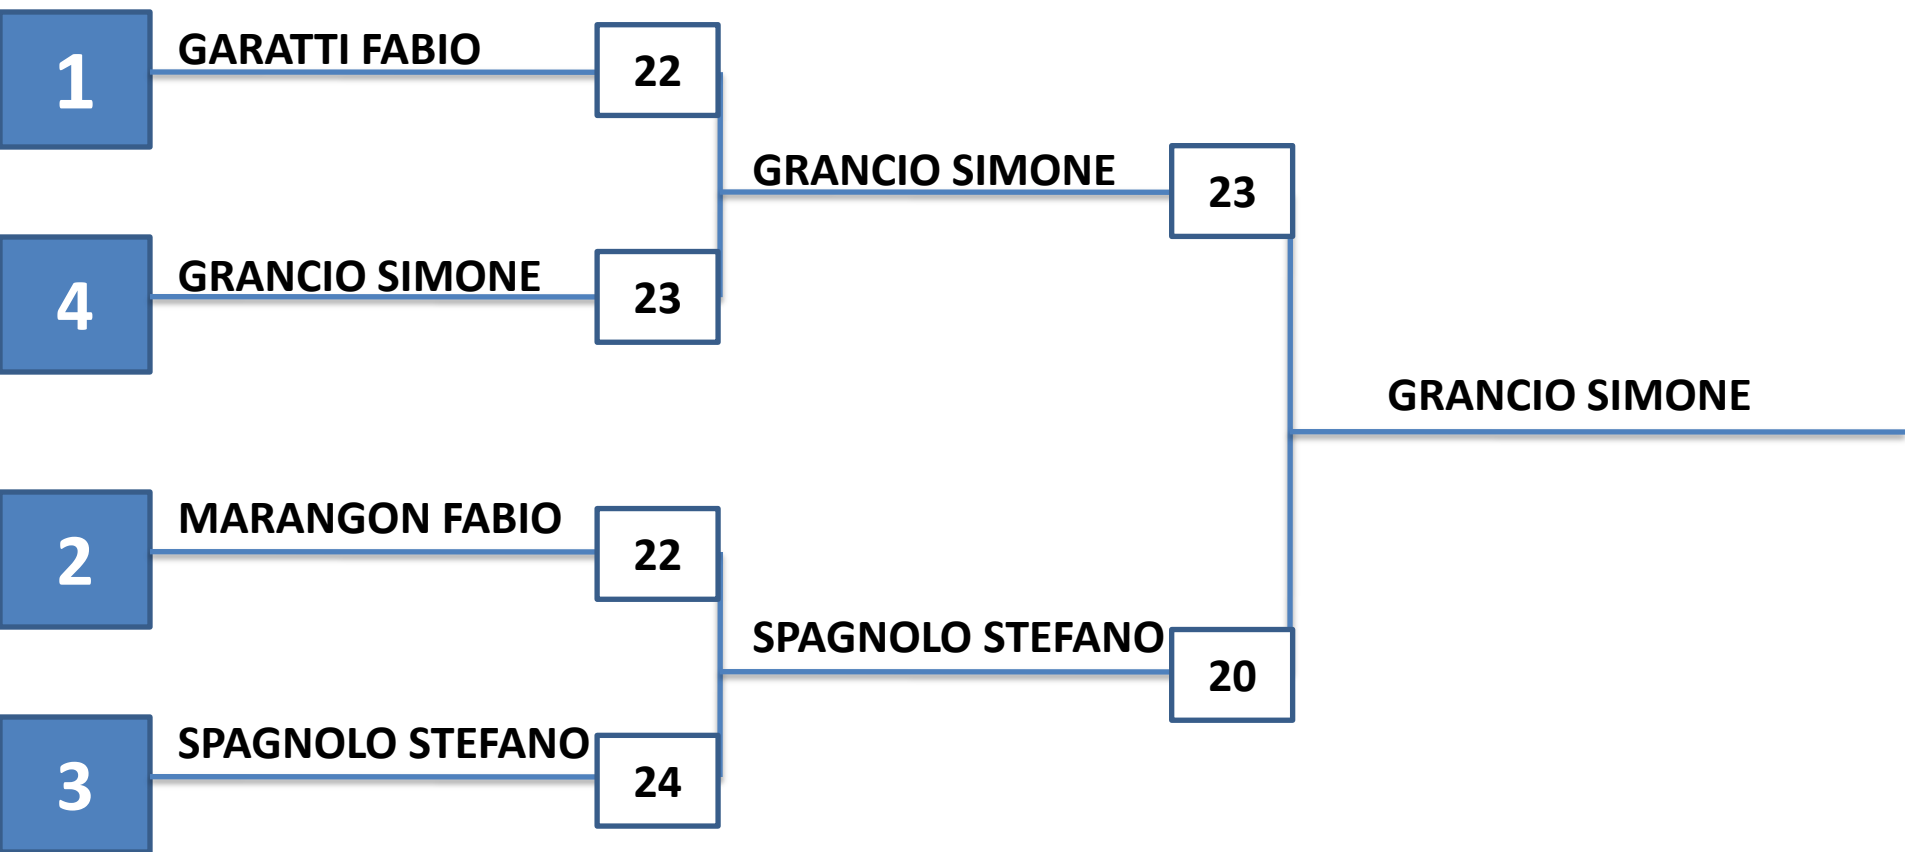 1
GARATTI FABIO
22
GRANCIO SIMONE
23
4
GRANCIO SIMONE
23
GRANCIO SIMONE
2
MARANGON FABIO
22
SPAGNOLO STEFANO
20
3
SPAGNOLO STEFANO
24